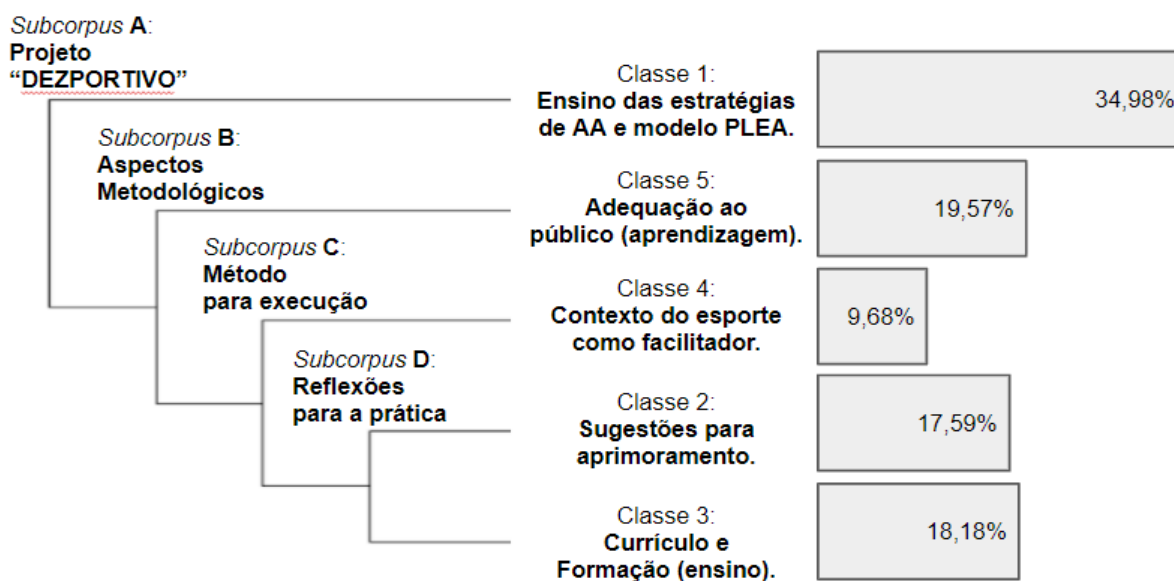 Subcorpus A:
Projeto
“DEZPORTIVO”
Classe 1:
Ensino das estratégias
de AA e modelo PLEA.
34,98%
Subcorpus B:
Aspectos
Metodológicos
Classe 5:
Adequação ao
público (aprendizagem).
19,57%
Subcorpus C:
Método
para execução
Classe 4:
Contexto do esporte
como facilitador.
9,68%
Subcorpus D:
Reflexões
para a prática
Classe 2:
Sugestões para
aprimoramento.
17,59%
Classe 3:
Currículo e
Formação (ensino).
18,18%